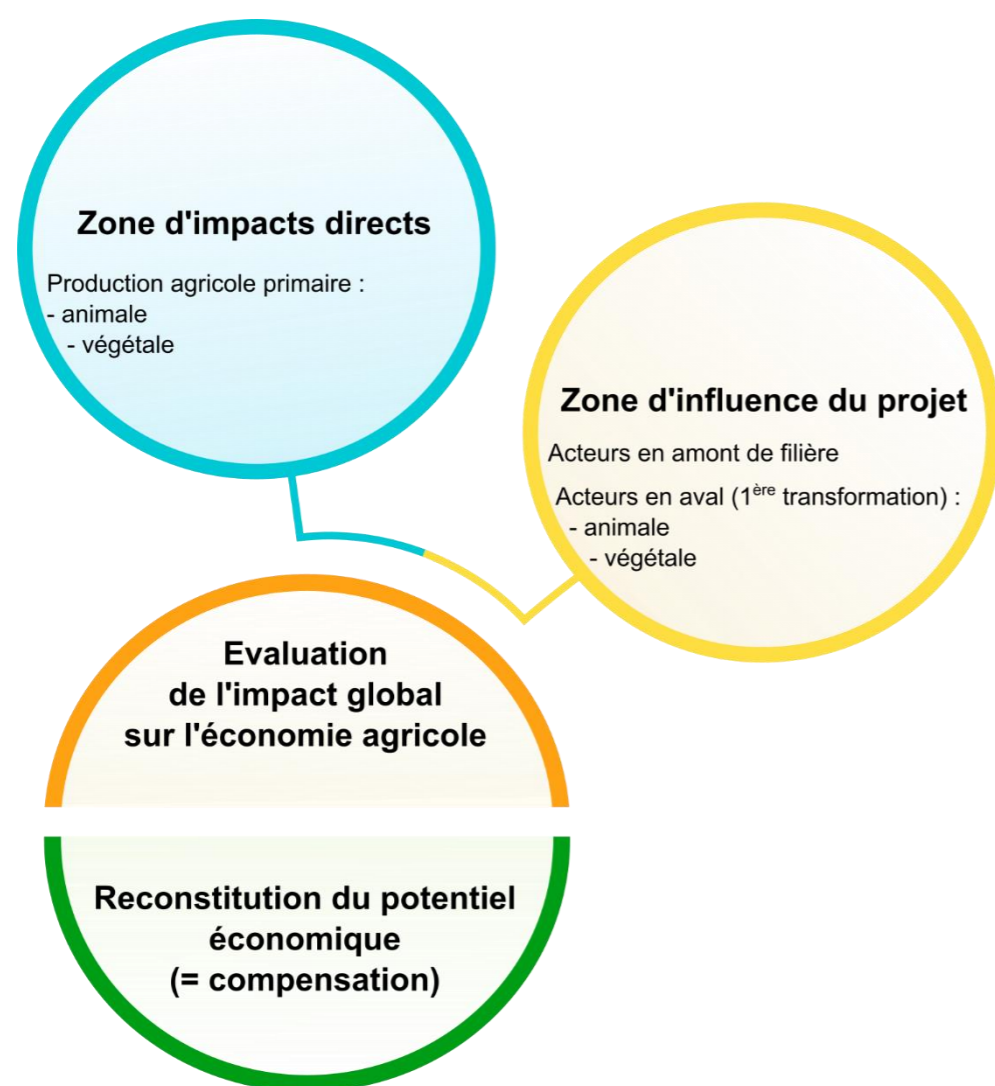 Zone d'impacts directs
Production agricole primaire :
- animale
- végétale
Zone d'influence du projet
Acteurs en amont de filière
Acteurs en aval (1ère transformation) :
- animale
- végétale
Evaluation
de l'impact global
sur l'économie agricole
Reconstitution du potentiel
économique
(= compensation)